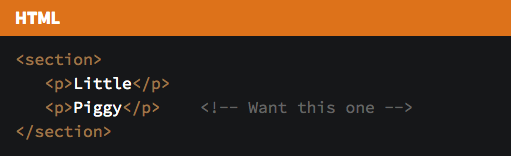 HTML
<section>
<p>Little</p>
<p>Piggy</p> <!-- Want this one -->
</section>